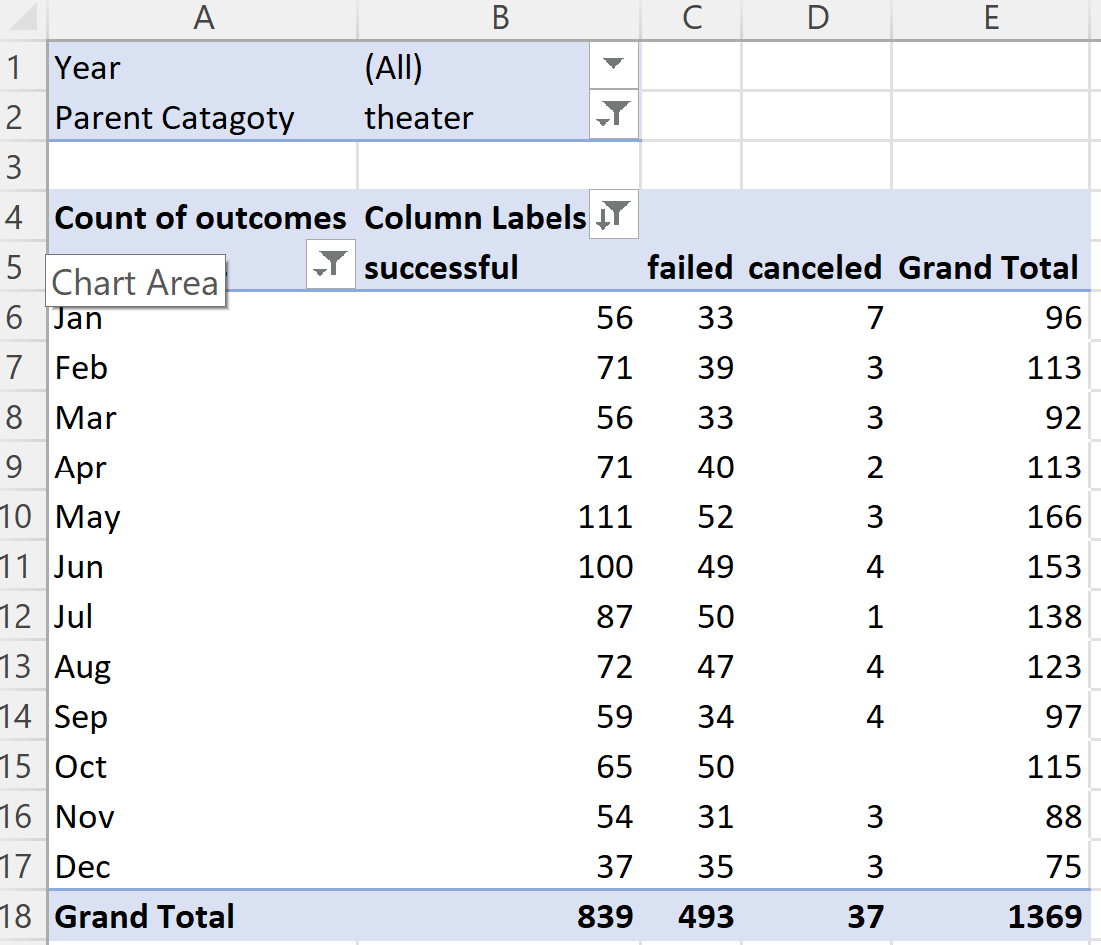 A B C D E
1 Year (All)
2 Parent Catagoty theater
3
4 Count of outcomes Column Labels
5 Chart Area successful failed canceled Grand Total
6 Jan 56 33 7 96
7 Feb 71 39 3 113
8 Mar 56 33 3 92
9 Apr 71 40 2 113
10 May 111 52 3 166
11 Jun 100 49 4 153
12 Jul 87 50 1 138
13 Aug 72 47 4 123
14 Sep 59 34 4 97
15 Oct 65 50 115
16 Nov 54 31 3 88
17 Dec 37 35 3 75
18 Grand Total 839 493 37 1369